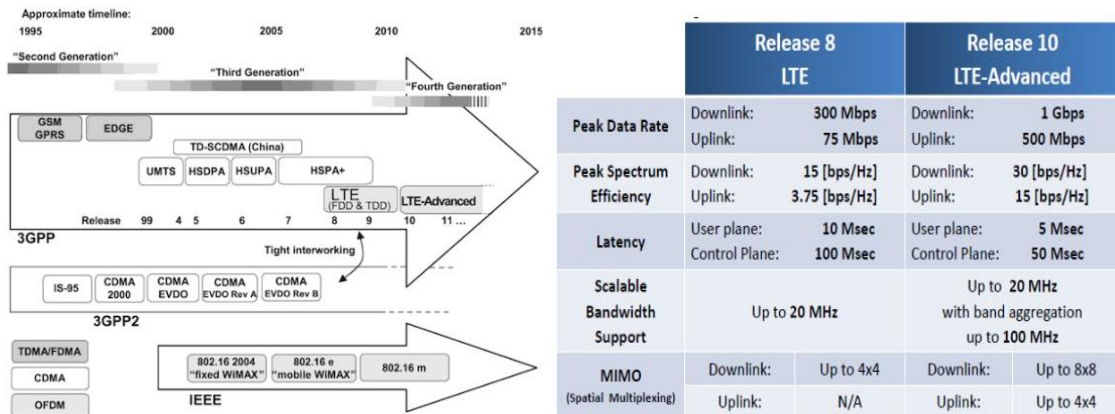 Approximate timeline:
1995 2000 2005 2010 2015
"Second Generation"
"Third Generation"
"Fourth Generation"
GSM
GPRS
EDGE
TD-SCDMA (China)
UMTS HSDPA HSUPA HSPA+
LTE
(FDD & TDD)
LTE-Advanced
Release 99 4 5 6 7 8 9 10 11 ...
3GPP
Tight interworking
IS-95
CDMA
2000
CDMA
EVDO
CDMA
EVDO Rev A
CDMA
EVDO Rev B
3GPP2
TDMA/FDMA
CDMA
OFDM
802.16 2004
"fixed WiMAX"
802.16 e
"mobile WiMAX"
802.16 m
IEEE
Release 8
LTE
Release 10
LTE-Advanced
Peak Data Rate
Downlink: 300 Mbps
Uplink: 75 Mbps
Downlink: 1 Gbps
Uplink: 500 Mbps
Peak Spectrum
Efficiency
Downlink: 15 [bps/Hz]
Uplink: 3.75 [bps/Hz]
Downlink: 30 [bps/Hz]
Uplink: 15 [bps/Hz]
Latency
User plane: 10 Msec
Control Plane: 100 Msec
User plane: 5 Msec
Control Plane: 50 Msec
Scalable
Bandwidth
Support
Up to 20 MHz
Up to 20 MHz
with band aggregation
up to 100 MHz
MIMO
(Spatial Multiplexing)
Downlink: Up to 4x4
Downlink: Up to 8x8
Uplink: N/A
Uplink: Up to 4x4